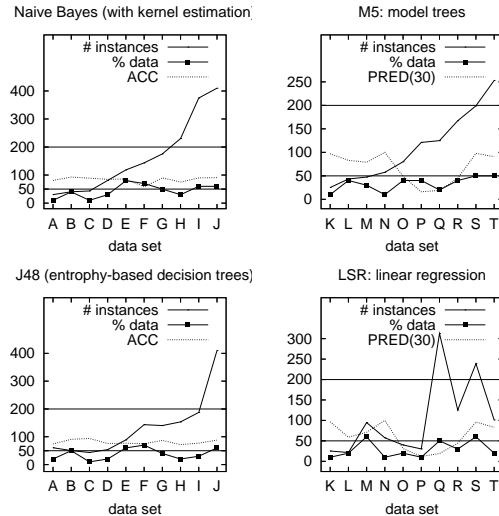 Naive Bayes (with kernel estimation)
# instances
% data
ACC
400
300
200
100
50
0
A B C D E F G H I J
data set
M5: model trees
# instances
% data
PRED(30)
250
200
150
100
50
0
K L M N O P Q R S T
data set
J48 (entrophy-based decision trees)
# instances
% data
ACC
400
300
200
100
50
0
A B C D E F G H I J
data set
LSR: linear regression
# instances
% data
PRED(30)
300
200
100
50
0
K L M N O P Q R S T
data set